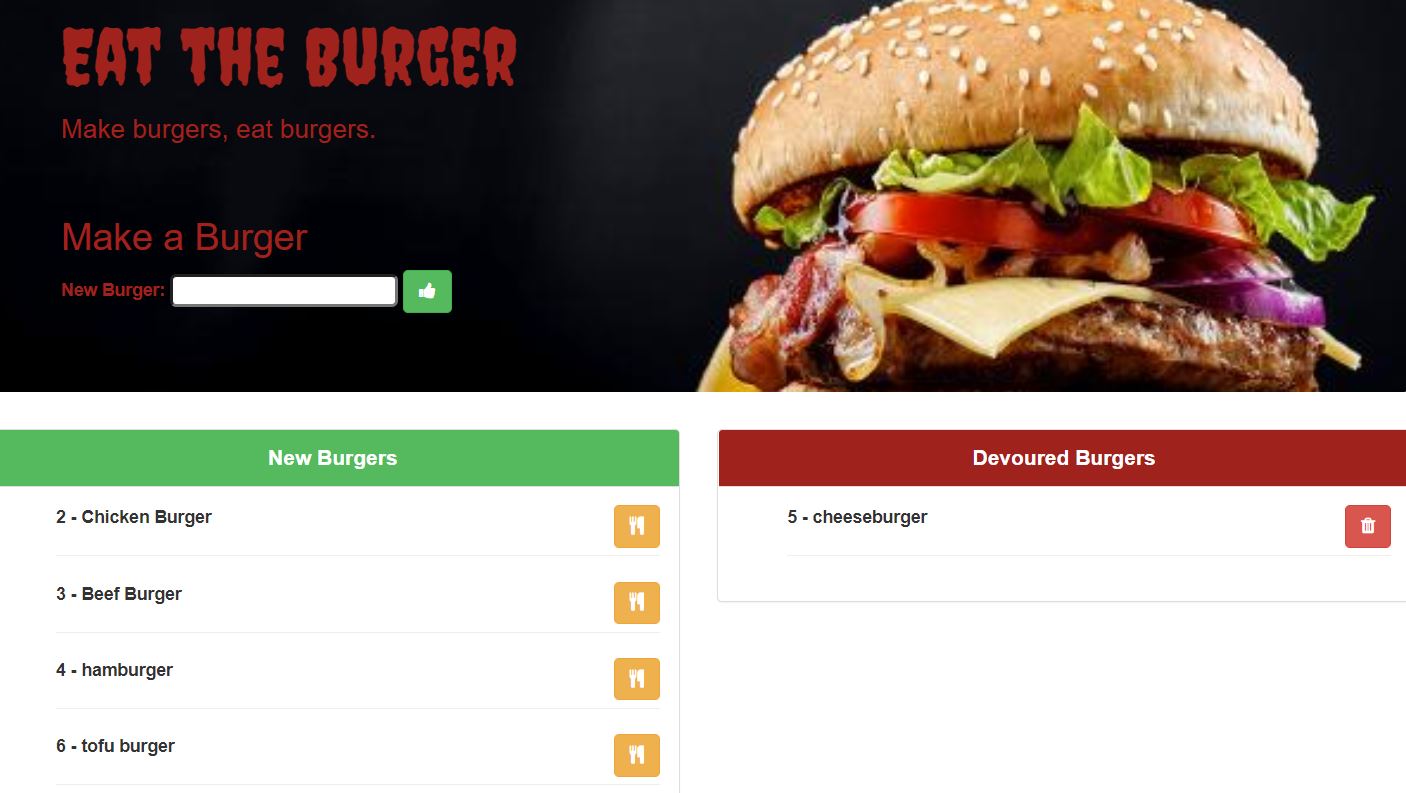 EAT THE BURGER
Make burgers, eat burgers.
Make a Burger
New Burger:
New Burgers
2 - Chicken Burger
3 - Beef Burger
4 - hamburger
6 - tofu burger
Devoured Burgers
5 - cheeseburger